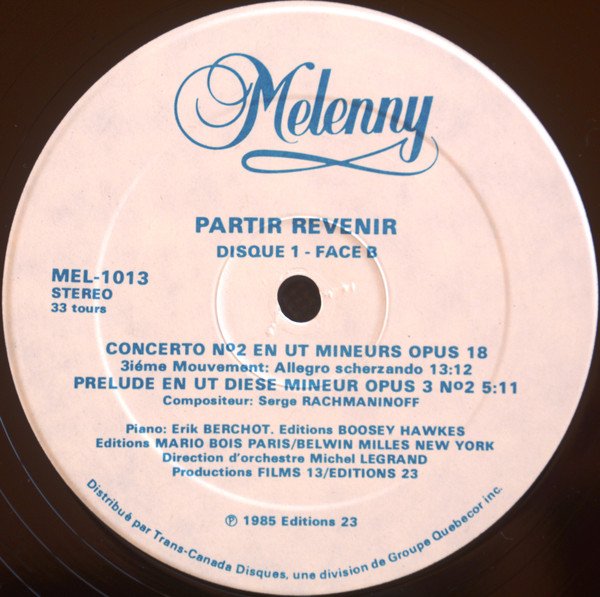 Melenny
PARTIR REVENIR
DISQUE 1 - FACE B
MEL-1013
STEREO
33 tours
CONCERTO Nº2 EN UT MINEURS OPUS 18
3iéme Mouvement: Allegro scherzando 13:12
PRELUDE EN UT DIESE MINEUR OPUS 3 Nº2 5:11
Compositeur: Serge RACHMANINOFF
Piano: Erik BERCHOT. Editions BOOSEY HAWKES
Editions MARIO BOIS PARIS/BELWIN MILLES NEW YORK
Direction d'orchestre Michel LEGRAND
Productions FILMS 13/EDITIONS 23
℗ 1985 Editions 23
Distribué par Trans-Canada Disques, une division de Groupe Quebecor inc.